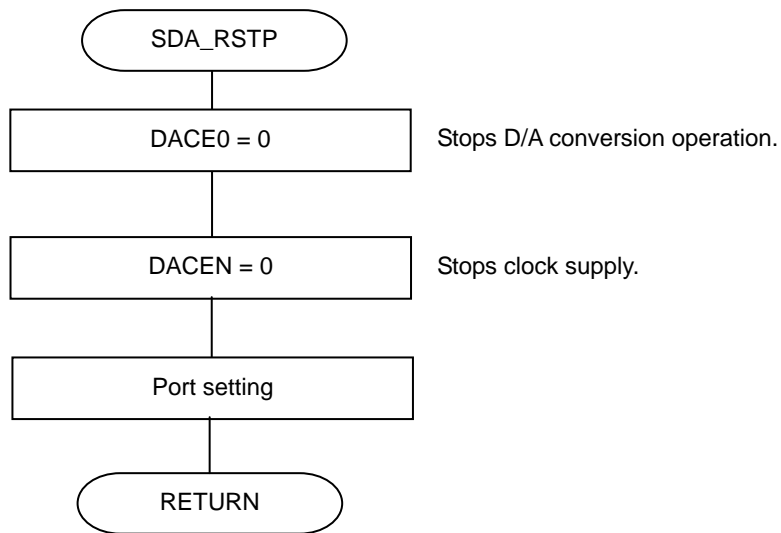 SDA_RSTP
DACE0 = 0
Stops D/A conversion operation.
DACEN = 0
Stops clock supply.
Port setting
RETURN